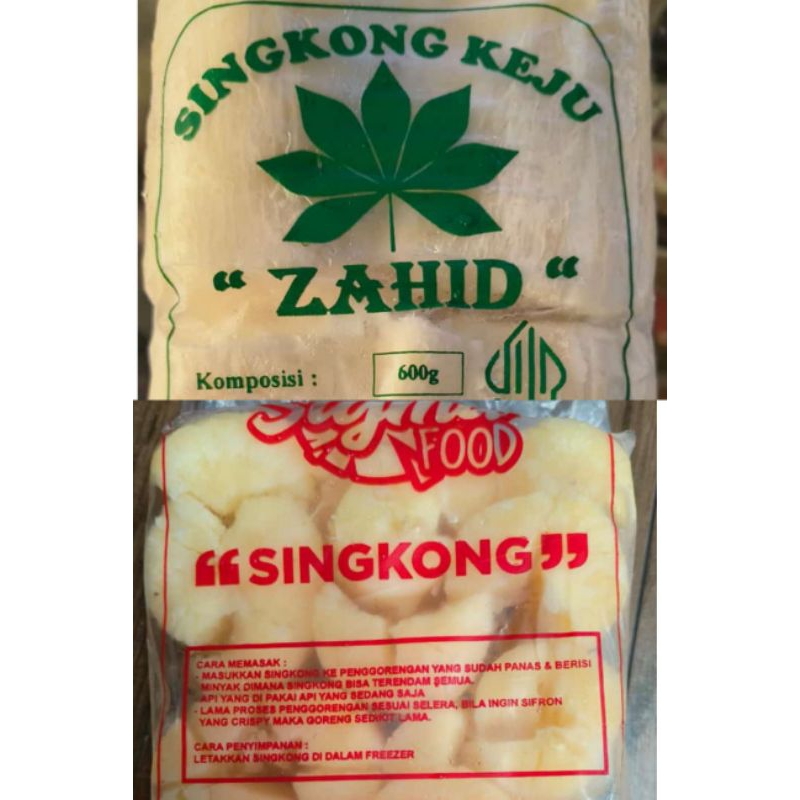 SINGKONG KEJU
“ ZAHID “
Komposisi :
600g
FOOD
“SINGKONG”
CARA MEMASAK :
- MASUKKAN SINGKONG KE PENGGORENGAN YANG SUDAH PANAS & BERISI
MINYAK DIMANA SINGKONG BISA TERENDAM SEMUA.
API YANG DI PAKAI API YANG SEDANG SAJA
- LAMA PROSES PENGGORENGAN SESUAI SELERA, BILA INGIN SIFRON
YANG CRISPY MAKA GORENG SEDIKIT LAMA.
CARA PENYIMPANAN :
LETAKKAN SINGKONG DI DALAM FREEZER